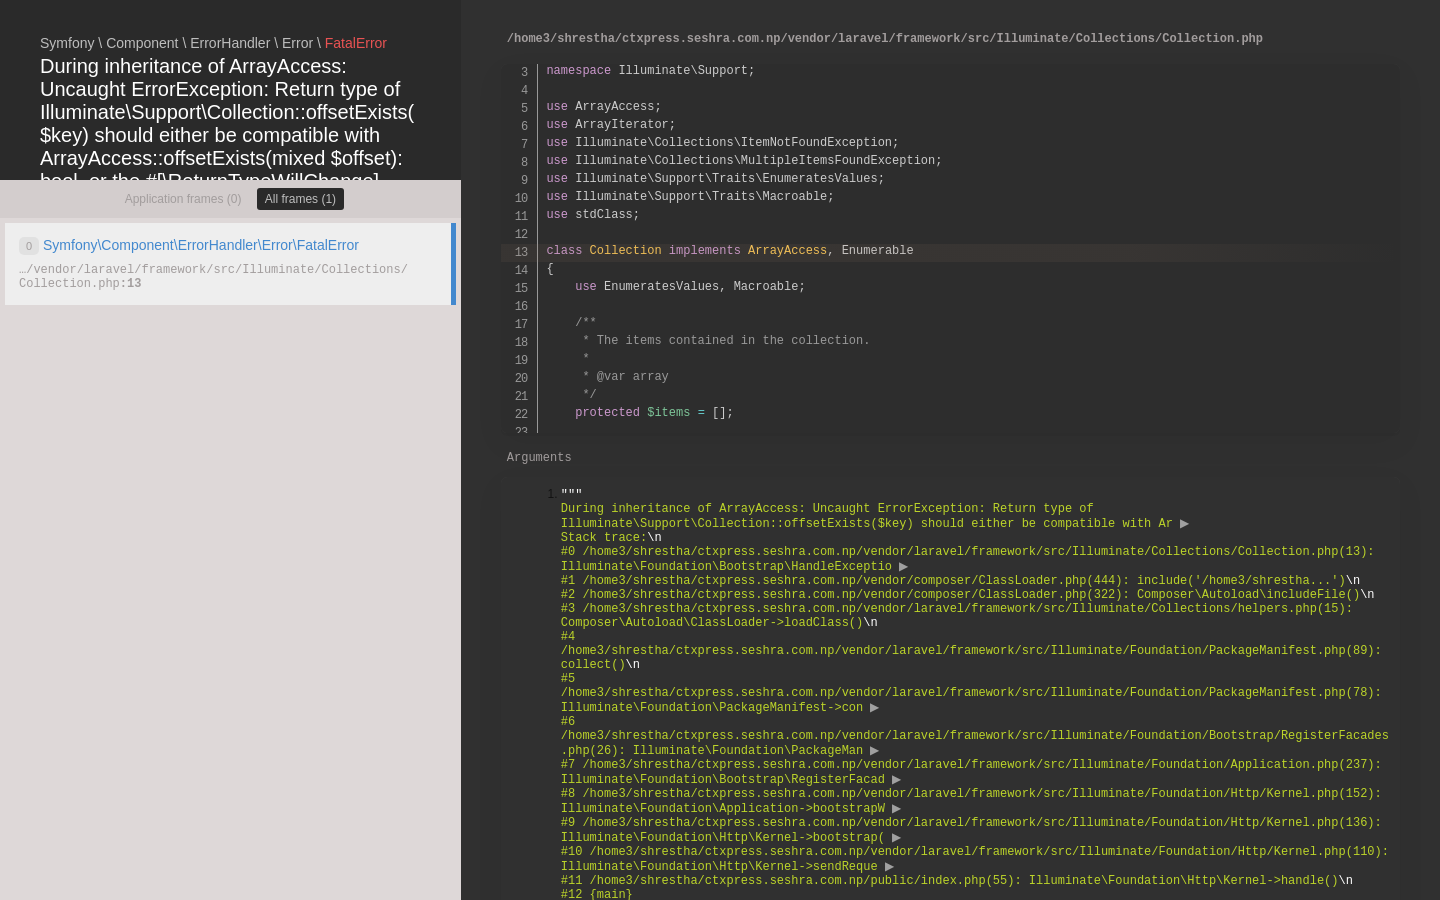 Symfony \ Component \ ErrorHandler \ Error \ FatalError
During inheritance of ArrayAccess:
Uncaught ErrorException: Return type of
Illuminate\Support\Collection::offsetExists(
$key) should either be compatible with
ArrayAccess::offsetExists(mixed $offset):
bool, or the #[\ReturnTypeWillChange]
Application frames (0)
All frames (1)
0 Symfony\Component\ErrorHandler\Error\FatalError
…/vendor/laravel/framework/src/Illuminate/Collections/
Collection.php:13
/home3/shrestha/ctxpress.seshra.com.np/vendor/laravel/framework/src/Illuminate/Collections/Collection.php
3 namespace Illuminate\Support;
4
5 use ArrayAccess;
6 use ArrayIterator;
7 use Illuminate\Collections\ItemNotFoundException;
8 use Illuminate\Collections\MultipleItemsFoundException;
9 use Illuminate\Support\Traits\EnumeratesValues;
10 use Illuminate\Support\Traits\Macroable;
11 use stdClass;
12
13 class Collection implements ArrayAccess, Enumerable
14 {
15 use EnumeratesValues, Macroable;
16
17 /**
18 * The items contained in the collection.
19 *
20 * @var array
21 */
22 protected $items = [];
23
Arguments
1. """
During inheritance of ArrayAccess: Uncaught ErrorException: Return type of
Illuminate\Support\Collection::offsetExists($key) should either be compatible with Ar ▶
Stack trace:\n
#0 /home3/shrestha/ctxpress.seshra.com.np/vendor/laravel/framework/src/Illuminate/Collections/Collection.php(13):
Illuminate\Foundation\Bootstrap\HandleExceptio ▶
#1 /home3/shrestha/ctxpress.seshra.com.np/vendor/composer/ClassLoader.php(444): include('/home3/shrestha...')\n
#2 /home3/shrestha/ctxpress.seshra.com.np/vendor/composer/ClassLoader.php(322): Composer\Autoload\includeFile()\n
#3 /home3/shrestha/ctxpress.seshra.com.np/vendor/laravel/framework/src/Illuminate/Collections/helpers.php(15):
Composer\Autoload\ClassLoader->loadClass()\n
#4
/home3/shrestha/ctxpress.seshra.com.np/vendor/laravel/framework/src/Illuminate/Foundation/PackageManifest.php(89):
collect()\n
#5
/home3/shrestha/ctxpress.seshra.com.np/vendor/laravel/framework/src/Illuminate/Foundation/PackageManifest.php(78):
Illuminate\Foundation\PackageManifest->con ▶
#6
/home3/shrestha/ctxpress.seshra.com.np/vendor/laravel/framework/src/Illuminate/Foundation/Bootstrap/RegisterFacades
.php(26): Illuminate\Foundation\PackageMan ▶
#7 /home3/shrestha/ctxpress.seshra.com.np/vendor/laravel/framework/src/Illuminate/Foundation/Application.php(237):
Illuminate\Foundation\Bootstrap\RegisterFacad ▶
#8 /home3/shrestha/ctxpress.seshra.com.np/vendor/laravel/framework/src/Illuminate/Foundation/Http/Kernel.php(152):
Illuminate\Foundation\Application->bootstrapW ▶
#9 /home3/shrestha/ctxpress.seshra.com.np/vendor/laravel/framework/src/Illuminate/Foundation/Http/Kernel.php(136):
Illuminate\Foundation\Http\Kernel->bootstrap( ▶
#10 /home3/shrestha/ctxpress.seshra.com.np/vendor/laravel/framework/src/Illuminate/Foundation/Http/Kernel.php(110):
Illuminate\Foundation\Http\Kernel->sendReque ▶
#11 /home3/shrestha/ctxpress.seshra.com.np/public/index.php(55): Illuminate\Foundation\Http\Kernel->handle()\n
#12 {main}